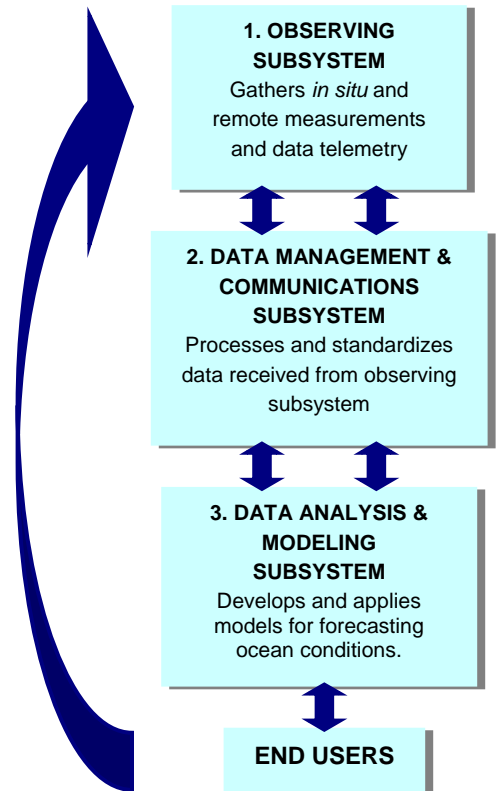 1. OBSERVING
SUBSYSTEM
Gathers in situ and
remote measurements
and data telemetry
2. DATA MANAGEMENT &
COMMUNICATIONS
SUBSYSTEM
Processes and standardizes
data received from observing
subsystem
3. DATA ANALYSIS &
MODELING
SUBSYSTEM
Develops and applies
models for forecasting
ocean conditions.
END USERS